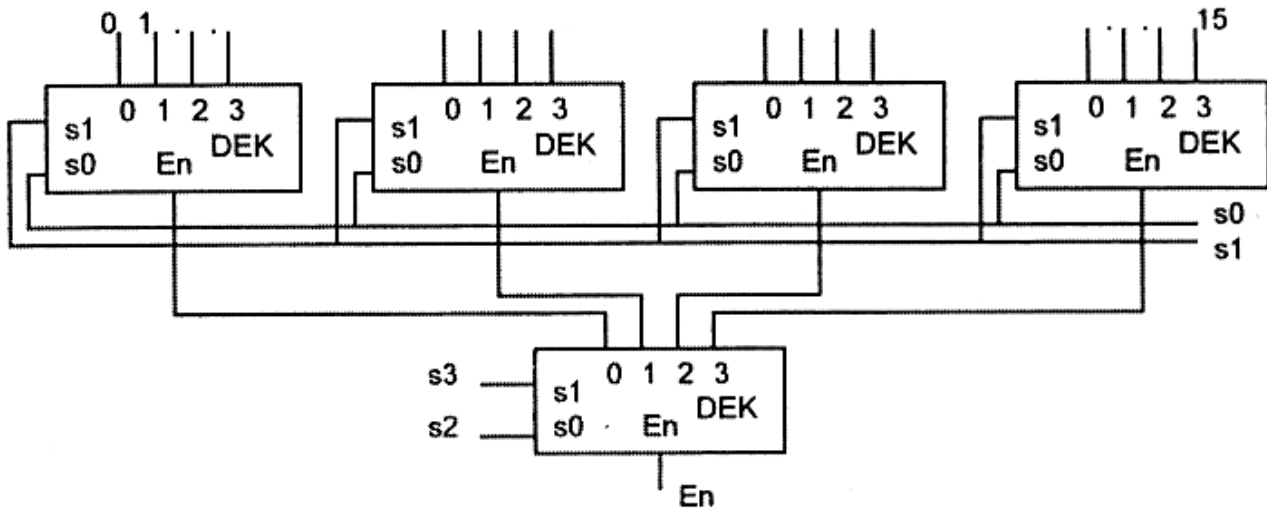 0 1 . . 15
0 1 2 3 0 1 2 3 0 1 2 3 0 1 2 3
s1 DEK s1 DEK s1 DEK s1 DEK
s0 En s0 En s0 En s0 En
s0
s1
s3 0 1 2 3
s1 DEK
s2 s0 En
En